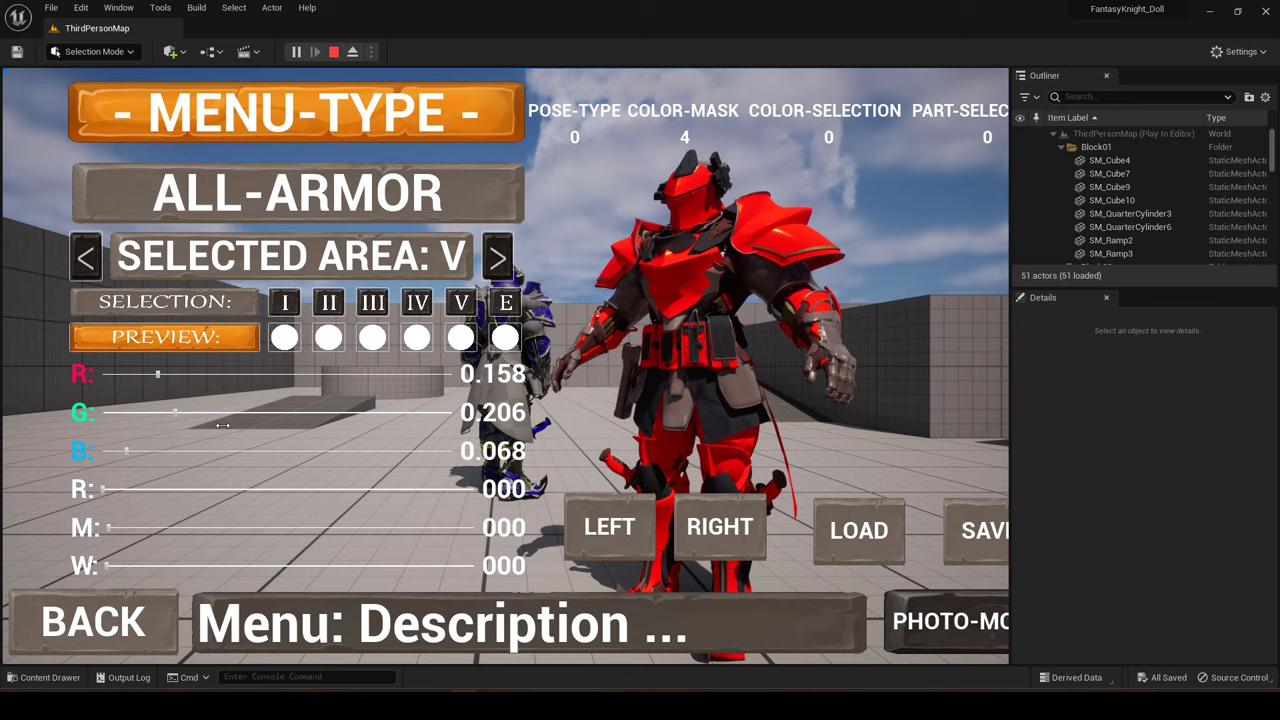 File Edit Window Tools Build Select Actor Help
FantasyKnight_Doll
ThirdPersonMap
Selection Mode
Settings
- MENU-TYPE -
POSE-TYPE COLOR-MASK COLOR-SELECTION PART-SELEC
0 4 0 0
ALL-ARMOR
< SELECTED AREA: V >
SELECTION: I II III IV V E
PREVIEW:
R: 0.158
G: 0.206
B: 0.068
R: 000
M: 000
W: 000
LEFT RIGHT LOAD SAV
BACK Menu: Description ... PHOTO-MO
Outliner
Search...
Item Label Type
ThirdPersonMap (Play In Editor) World
Block01 Folder
SM_Cube4 StaticMeshActo
SM_Cube7 StaticMeshActo
SM_Cube9 StaticMeshActo
SM_Cube10 StaticMeshActo
SM_QuarterCylinder3 StaticMeshActo
SM_QuarterCylinder6 StaticMeshActo
SM_Ramp2 StaticMeshActo
SM_Ramp3 StaticMeshActo
51 actors (51 loaded)
Details
Select an object to view details.
Content Drawer Output Log Cmd Enter Console Command Derived Data All Saved Source Control